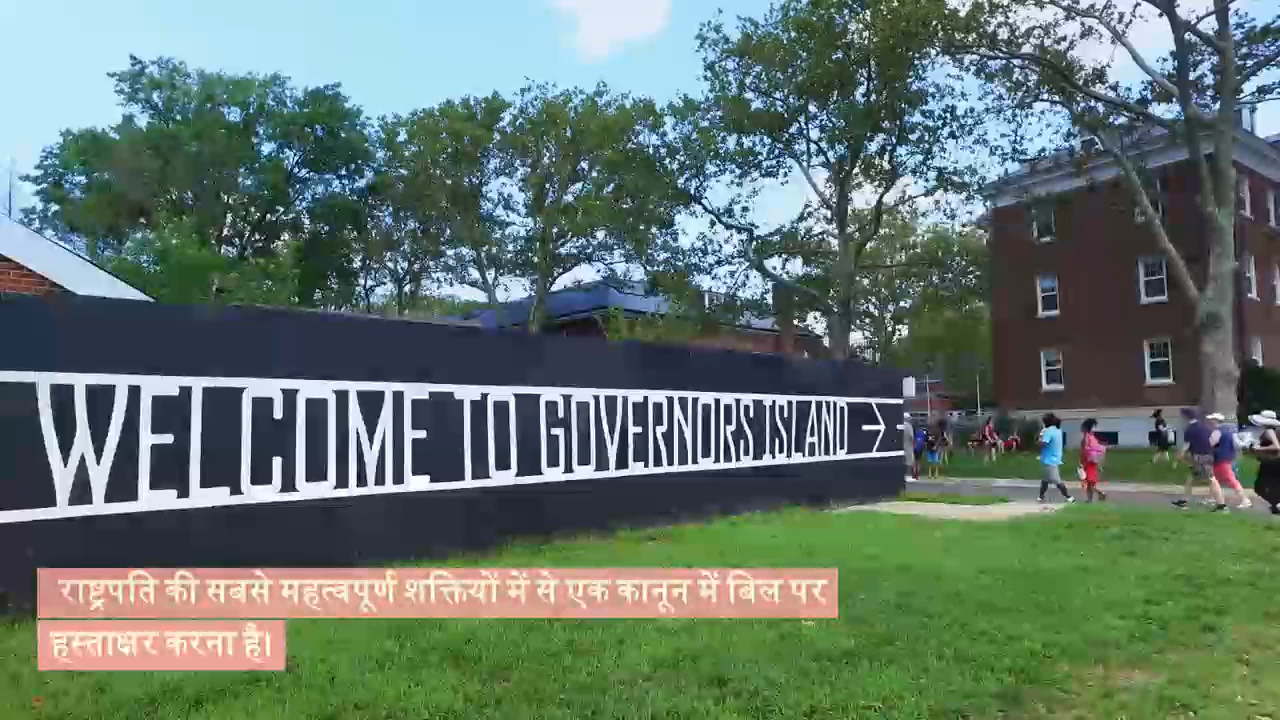 WELCOME TO GOVERNORS ISLAND →
राष्ट्रपति की सबसे महत्वपूर्ण शक्तियों में से एक कानून में बिल पर
हस्ताक्षर करना है।